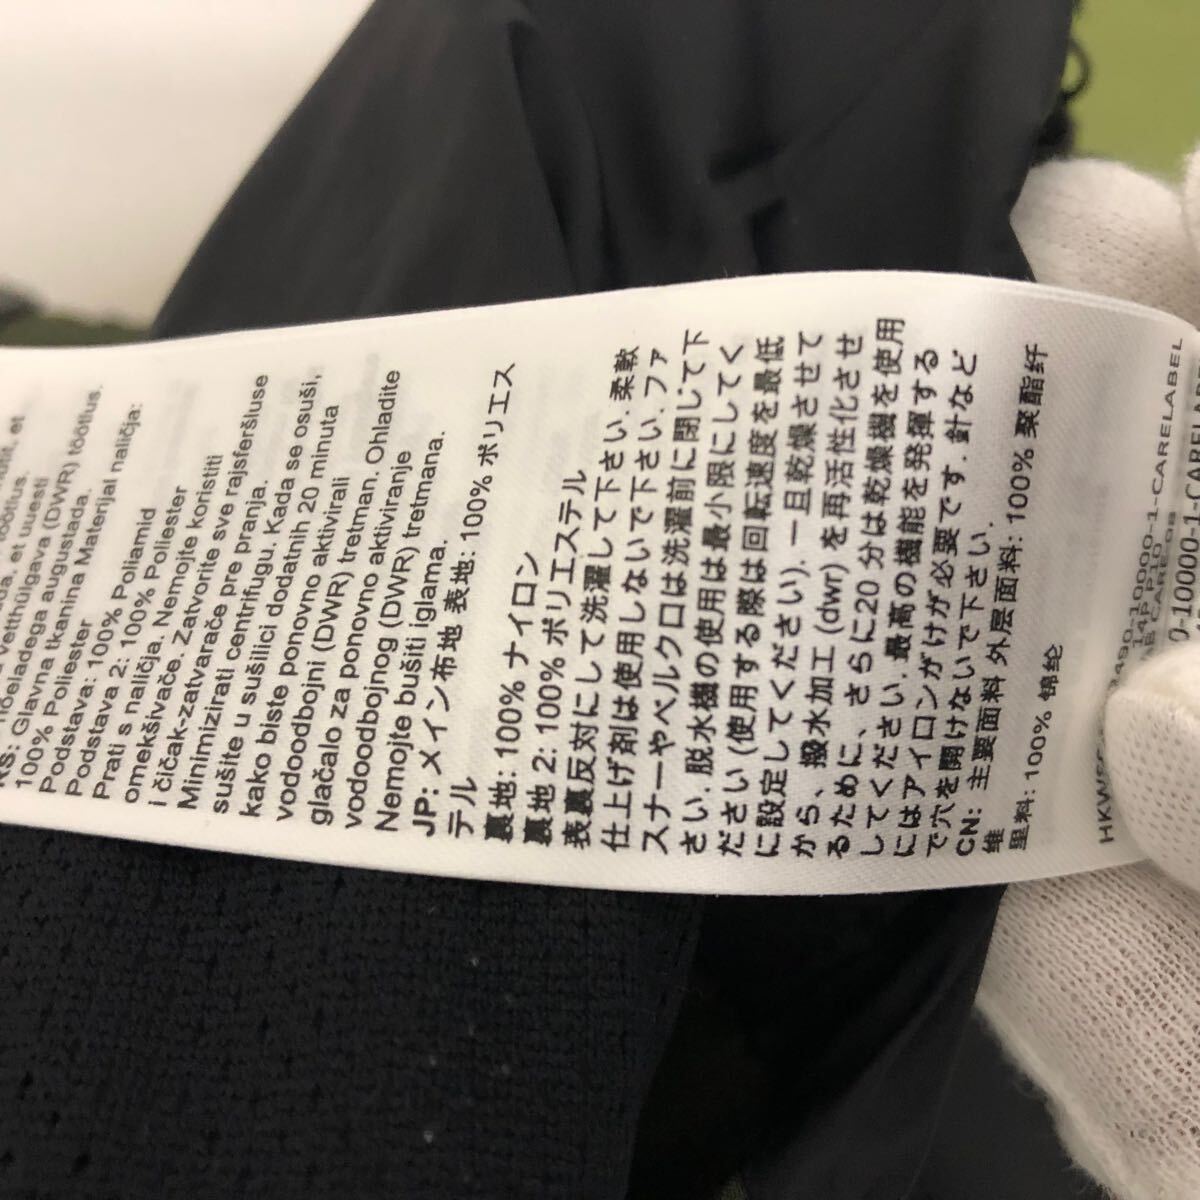 vetthülgava (DWR) töötlus.
nõeladega augustada.
RS: Glavna tkanina Materijal naličja:
100% Poliester
Podstava: 100% Poliamid
Podstava 2: 100% Poliester
Prati s naličja. Nemojte koristiti
omekšivače. Zatvorite sve rajsferšluse
i čičak-zatvarače pre pranja.
Minimizirati centrifugu. Kada se osuši,
sušite u sušilici dodatnih 20 minuta
kako biste ponovno aktivirali
vodoodbojni (DWR) tretman. Ohladite
glačalo za ponovno aktiviranje
vodoodbojnog (DWR) tretmana.
Nemojte bušiti iglama.
JP: メイン布地 表地: 100% ポリエス
テル
裏地: 100% ナイロン
裏地 2: 100% ポリエステル
表裏反対にして洗濯して下さい. 柔軟
仕上げ剤は使用しないで下さい. ファ
スナーやベルクロは洗濯前に閉じて下
さい. 脱水機の使用は最小限にしてく
ださい (使用する際は回転速度を最低
に設定してください). 一旦乾燥させて
から、撥水加工 (dwr) を再活性化させ
るために、さらに20 分は乾燥機を使用
してください. 最高の機能を発揮する
にはアイロンがけが必要です. 針など
で穴を開けないで下さい.
CN: 主要面料 外层面料: 100% 聚酯纤
维
里料: 100% 锦纶
14P P10